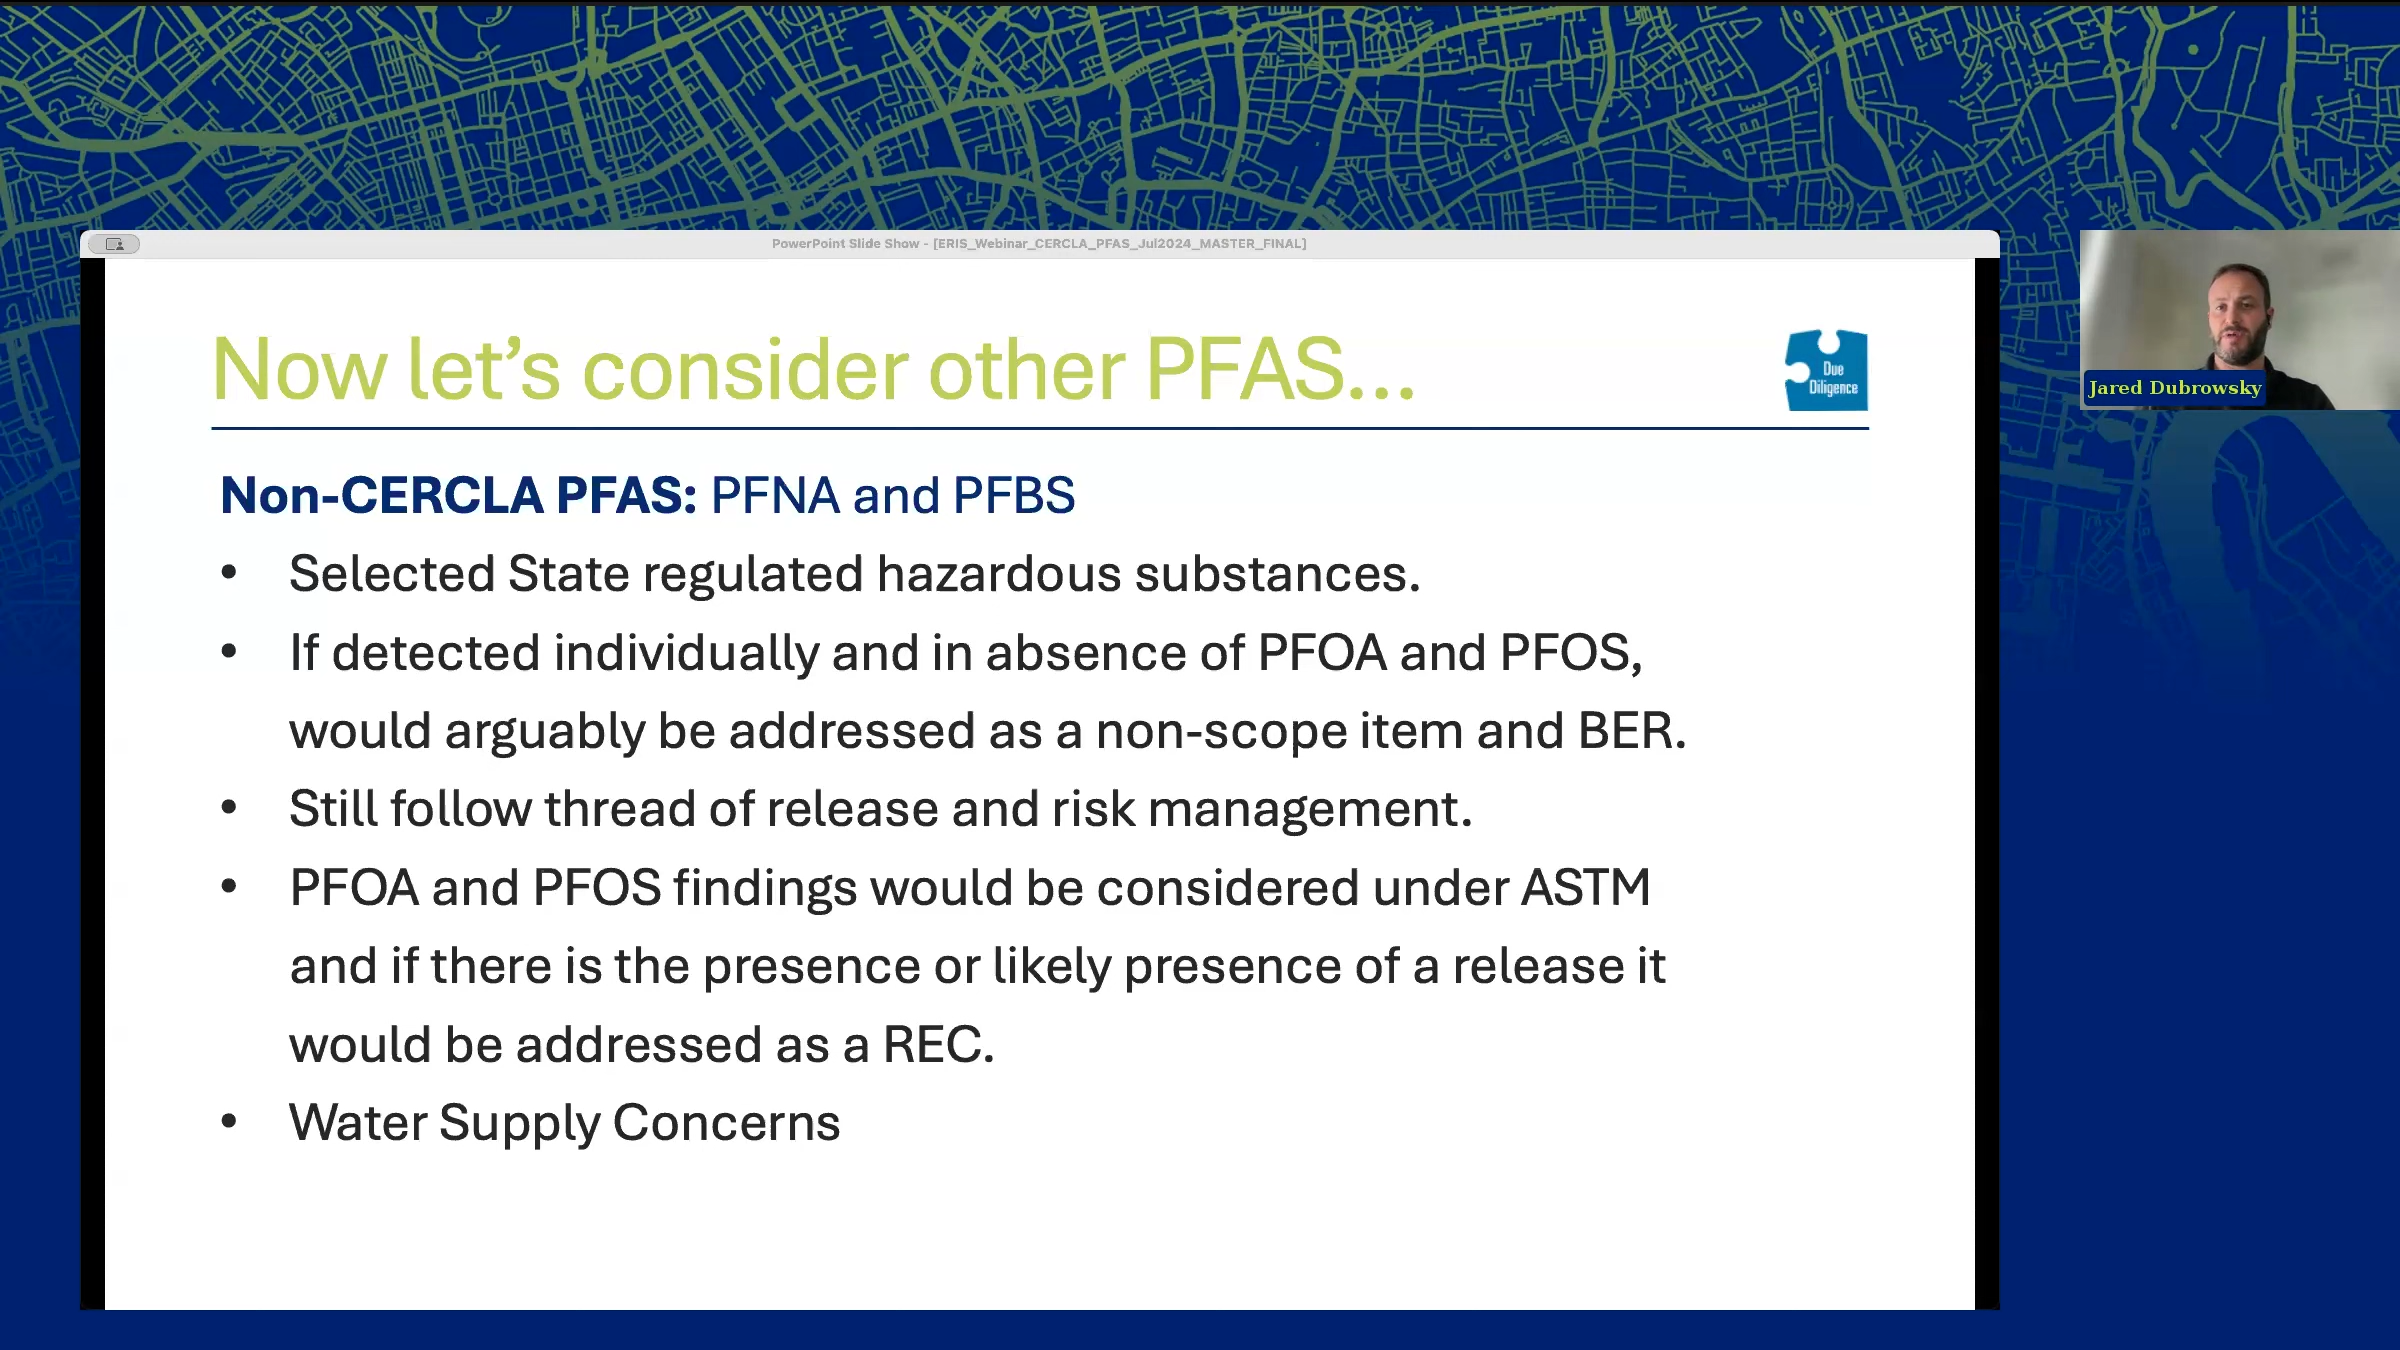 PowerPoint Slide Show - [ERIS_Webinar_CERCLA_PFAS_Jul2024_MASTER_FINAL]
Now let’s consider other PFAS...
Due
Diligence
Jared Dubrowsky
Non-CERCLA PFAS: PFNA and PFBS
• Selected State regulated hazardous substances.
• If detected individually and in absence of PFOA and PFOS,
would arguably be addressed as a non-scope item and BER.
• Still follow thread of release and risk management.
• PFOA and PFOS findings would be considered under ASTM
and if there is the presence or likely presence of a release it
would be addressed as a REC.
• Water Supply Concerns